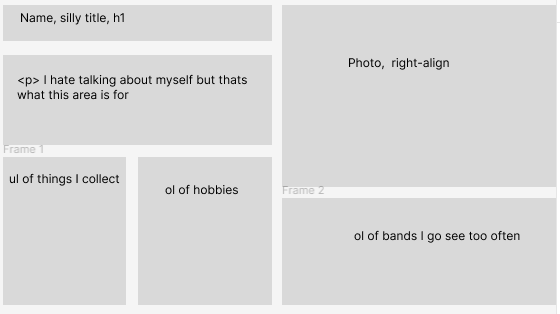 Name, silly title, h1
<p> I hate talking about myself but thats
what this area is for
Frame 1
ul of things I collect
ol of hobbies
Photo,  right-align
Frame 2
ol of bands I go see too often